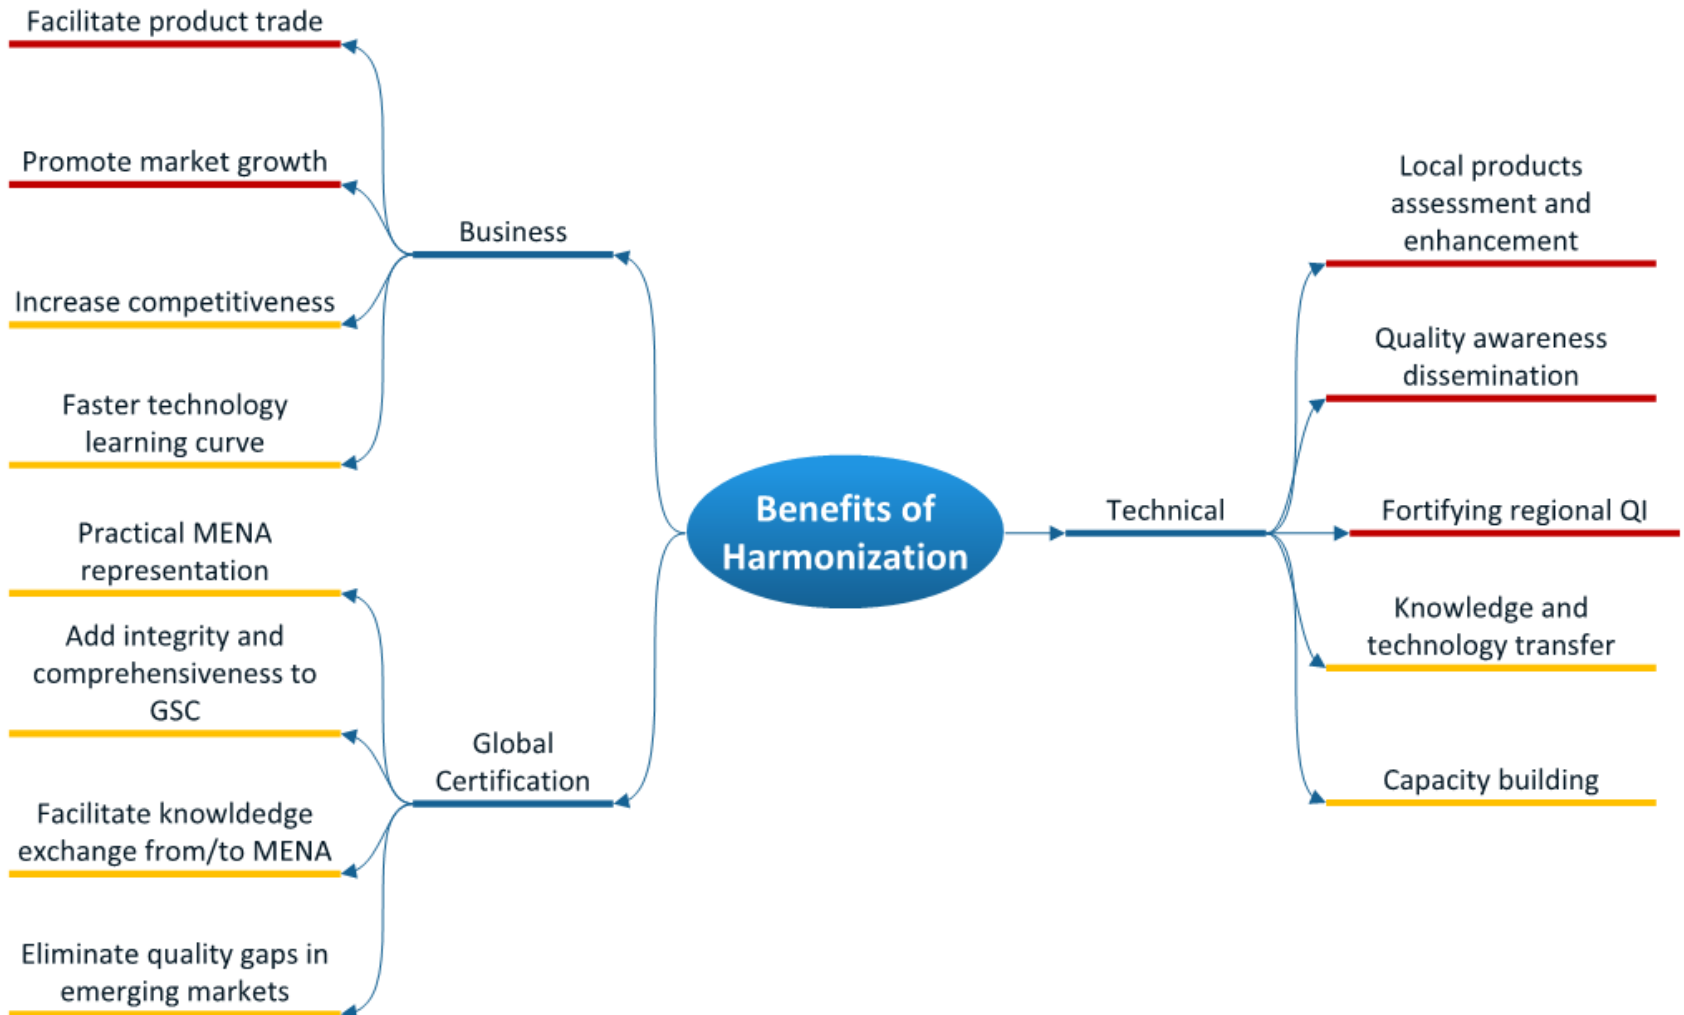 Facilitate product trade
Promote market growth
Business
Increase competitiveness
Faster technology
learning curve
Practical MENA
representation
Add integrity and
comprehensiveness to
GSC
Global
Certification
Facilitate knowldedge
exchange from/to MENA
Eliminate quality gaps in
emerging markets
Benefits of
Harmonization
Technical
Local products
assessment and
enhancement
Quality awareness
dissemination
Fortifying regional QI
Knowledge and
technology transfer
Capacity building